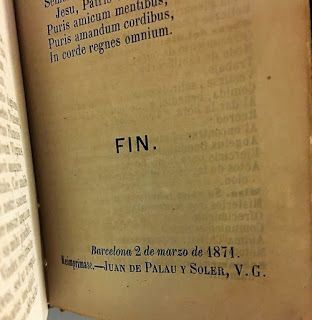 Jesu, Patris
Puris amicum mentibus,
Puris amandum cordibus,
In corde regnes omnium.
FIN.
Barcelona 2 de marzo de 1871.
Reimprímase.—JUAN DE PALAU Y SOLER, V. G.